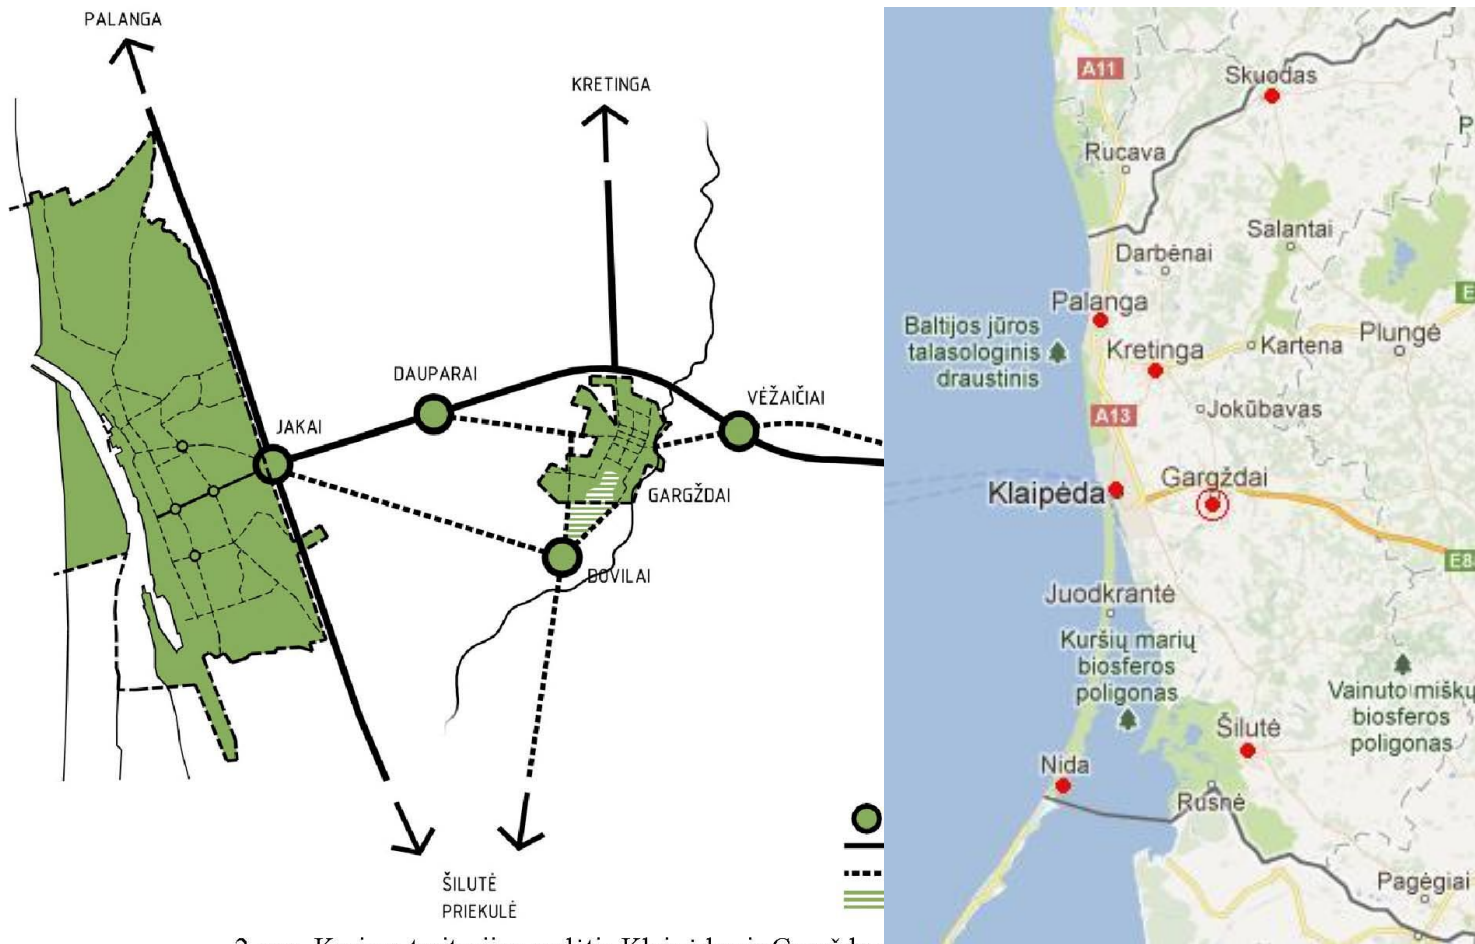 PALANGA
KRETINGA
DAUPARAI
VĖŽAIČIAI
JAKAI
GARGŽDAI
DOVILAI
ŠILUTĖ
PRIEKULĖ
A11
Skuodas
Rucava
Salantai
Darbėnai
Palanga
Baltijos jūros
talasologinis
draustinis
Kretinga
Kartena
Plungė
A13
Jokūbavas
Gargždai
Klaipėda
E8
Juodkrantė
Kuršių marių
biosferos
poligonas
Vainuto miškų
biosferos
poligonas
Šilutė
Nida
Rusnė
Pagėgiai